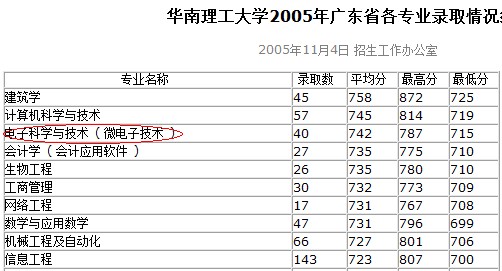 华南理工大学2005年广东省各专业录取情况
2005年11月4日 招生工作办公室
专业名称 录取数 平均分 最高分 最低分
建筑学 45 758 872 725
计算机科学与技术 57 745 814 719
电子科学与技术（微电子技术 ） 40 742 787 715
会计学（会计应用软件 ） 27 735 775 710
生物工程 26 735 780 710
工商管理 30 732 773 709
网络工程 17 731 767 708
数学与应用数学 47 731 796 699
机械工程及自动化 66 727 801 706
信息工程 143 723 807 700